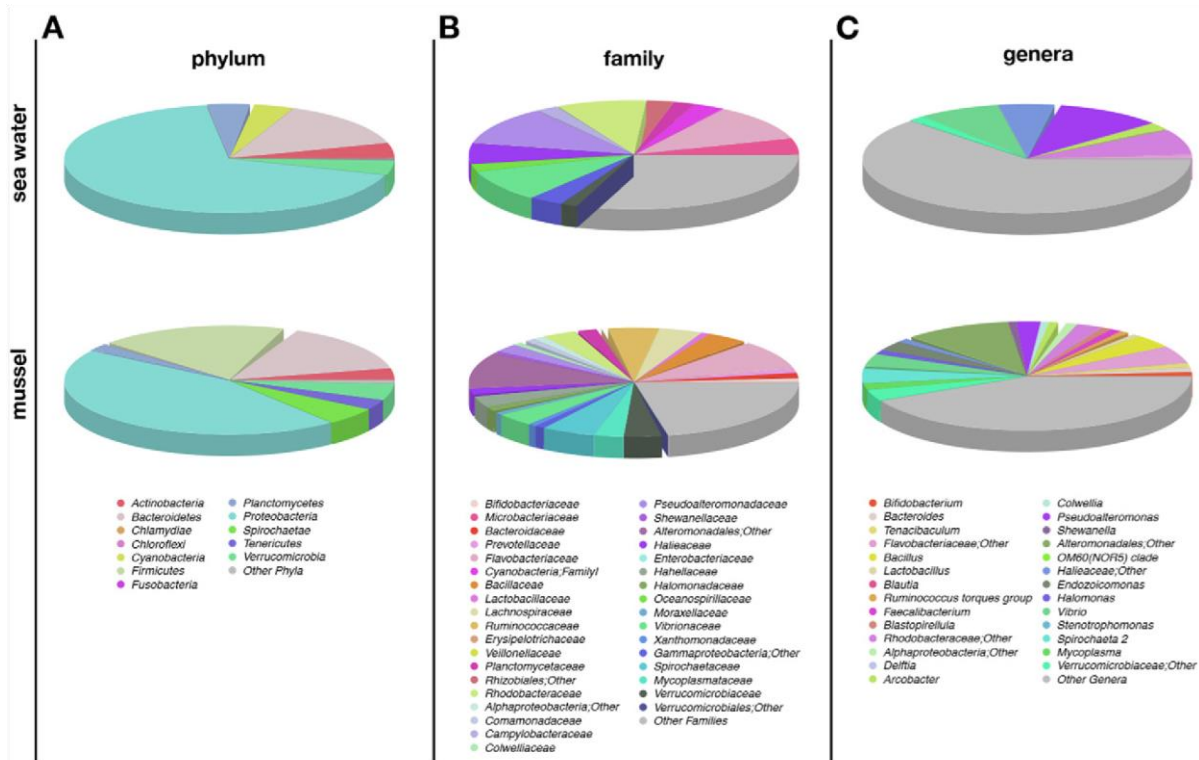 A
B
C
phylum
family
genera
sea water
mussel
Actinobacteria
Bacteroidetes
Chlamydiae
Chloroflexi
Cyanobacteria
Firmicutes
Fusobacteria
Planctomycetes
Proteobacteria
Spirochaetae
Tenericutes
Verrucomicrobia
Other Phyla
Bifidobacteriaceae
Microbacteriaceae
Bacteroidaceae
Prevotellaceae
Flavobacteriaceae
Cyanobacteria;FamilyI
Bacillaceae
Lactobacillaceae
Lachnospiraceae
Ruminococcaceae
Erysipelotrichaceae
Veillonellaceae
Planctomycetaceae
Rhizobiales;Other
Rhodobacteraceae
Alphaproteobacteria;Other
Comamonadaceae
Campylobacteraceae
Colwelliaceae
Pseudoalteromonadaceae
Shewanellaceae
Alteromonadales;Other
Halieaceae
Enterobacteriaceae
Hahellaceae
Halomonadaceae
Oceanospirillaceae
Moraxellaceae
Vibrionaceae
Xanthomonadaceae
Gammaproteobacteria;Other
Spirochaetaceae
Mycoplasmataceae
Verrucomicrobiaceae
Verrucomicrobiales;Other
Other Families
Bifidobacterium
Bacteroides
Tenacibaculum
Flavobacteriaceae;Other
Bacillus
Lactobacillus
Blautia
Ruminococcus torques group
Faecalibacterium
Blastopirellula
Rhodobacteraceae;Other
Alphaproteobacteria;Other
Delftia
Arcobacter
Colwellia
Pseudoalteromonas
Shewanella
Alteromonadales;Other
OM60(NOR5) clade
Halieaceae;Other
Endozoicomonas
Halomonas
Vibrio
Stenotrophomonas
Spirochaeta 2
Mycoplasma
Verrucomicrobiaceae;Other
Other Genera